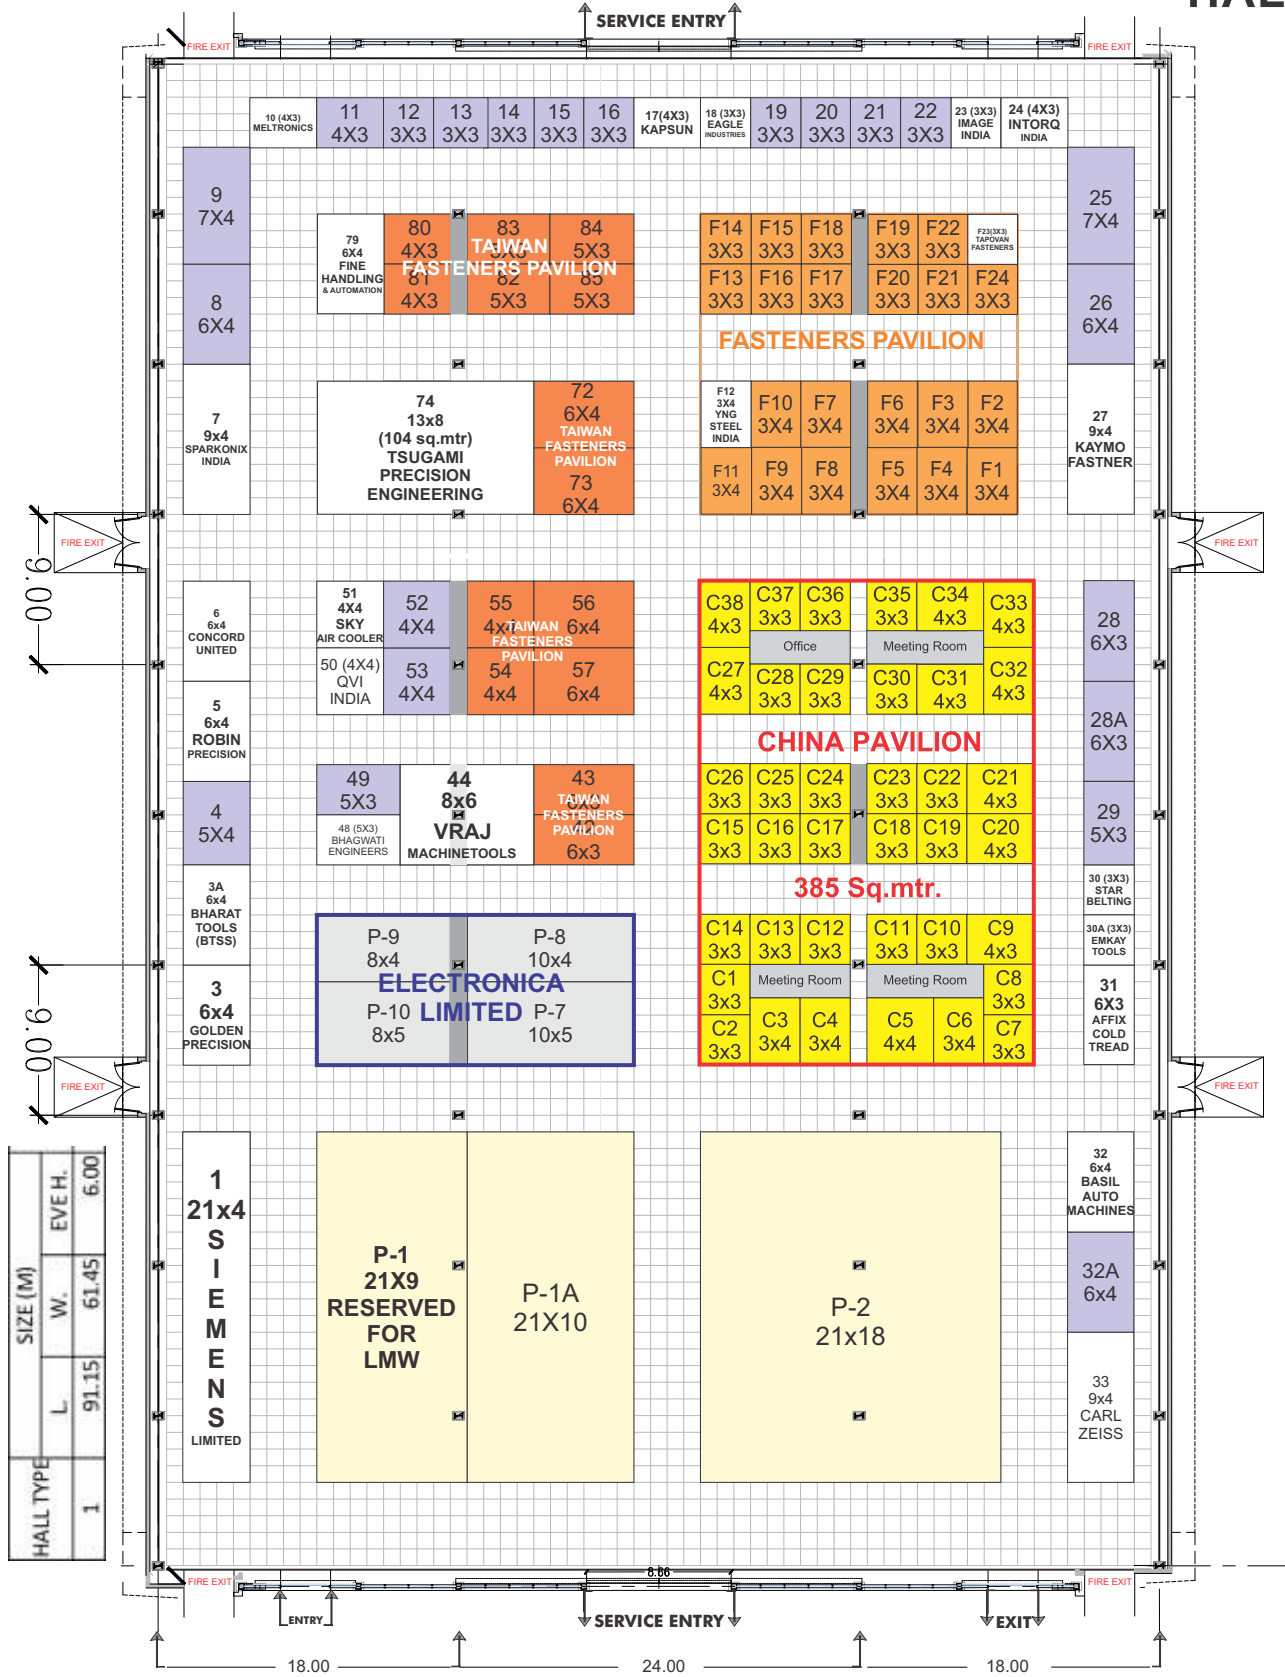 HALL
SERVICE ENTRY
FIRE EXIT
FIRE EXIT
10 (4X3)
MELTRONICS
11
4X3
12
3X3
13
3X3
14
3X3
15
3X3
16
3X3
17(4X3)
KAPSUN
18 (3X3)
EAGLE
INDUSTRIES
19
3X3
20
3X3
21
3X3
22
3X3
23 (3X3)
IMAGE
INDIA
24 (4X3)
INTORQ
INDIA
9
7X4
8
6X4
7
9x4
SPARKONIX
INDIA
79
6X4
FINE
HANDLING
& AUTOMATION
80
4X3
83
5X3
84
5X3
81
4X3
82
5X3
85
5X3
TAIWAN
FASTENERS PAVILION
F14
3X3
F15
3X3
F18
3X3
F19
3X3
F22
3X3
F23(3X3)
TAPOVAN
FASTENERS
F13
3X3
F16
3X3
F17
3X3
F20
3X3
F21
3X3
F24
3X3
FASTENERS PAVILION
25
7X4
26
6X4
27
9x4
KAYMO
FASTNER
74
13x8
(104 sq.mtr)
TSUGAMI
PRECISION
ENGINEERING
72
6X4
TAIWAN
FASTENERS
PAVILION
73
6X4
F12
3X4
YNG
STEEL
INDIA
F10
3X4
F7
3X4
F6
3X4
F3
3X4
F2
3X4
F11
3X4
F9
3X4
F8
3X4
F5
3X4
F4
3X4
F1
3X4
FIRE EXIT
FIRE EXIT
9.00
6
6x4
CONCORD
UNITED
5
6x4
ROBIN
PRECISION
4
5X4
3A
6x4
BHARAT
TOOLS
(BTSS)
3
6x4
GOLDEN
PRECISION
51
4X4
SKY
AIR COOLER
52
4X4
55
4x4
56
6x4
50 (4X4)
QVI
INDIA
53
4X4
54
4x4
57
6x4
TAIWAN
FASTENERS
PAVILION
C38
4x3
C37
3x3
C36
3x3
C35
3x3
C34
4x3
C33
4x3
Office
Meeting Room
C27
4x3
C28
3x3
C29
3x3
C30
3x3
C31
4x3
C32
4x3
CHINA PAVILION
28
6X3
28A
6X3
29
5X3
49
5X3
48 (5X3)
BHAGWATI
ENGINEERS
44
8x6
VRAJ
MACHINETOOLS
43
6x3
TAIWAN
FASTENERS
PAVILION
42
6x3
C26
3x3
C25
3x3
C24
3x3
C23
3x3
C22
3x3
C21
4x3
C15
3x3
C16
3x3
C17
3x3
C18
3x3
C19
3x3
C20
4x3
385 Sq.mtr.
30 (3X3)
STAR
BELTING
30A (3X3)
EMKAY
TOOLS
31
6X3
AFFIX
COLD
TREAD
P-9
8x4
P-8
10x4
ELECTRONICA
LIMITED
P-10
8x5
P-7
10x5
C14
3x3
C13
3x3
C12
3x3
C11
3x3
C10
3x3
C9
4x3
C1
3x3
Meeting Room
Meeting Room
C8
3x3
C2
3x3
C3
3x4
C4
3x4
C5
4x4
C6
3x4
C7
3x3
9.00
FIRE EXIT
FIRE EXIT
1
21x4
S
I
E
M
E
N
S
LIMITED
P-1
21X9
RESERVED
FOR
LMW
P-1A
21X10
P-2
21x18
32
6x4
BASIL
AUTO
MACHINES
32A
6x4
33
9x4
CARL
ZEISS
HALL TYPE
SIZE (M)
L.
W.
EVE H.
1
91.15
61.45
6.00
FIRE EXIT
8.66
FIRE EXIT
ENTRY
SERVICE ENTRY
EXIT
18.00
24.00
18.00